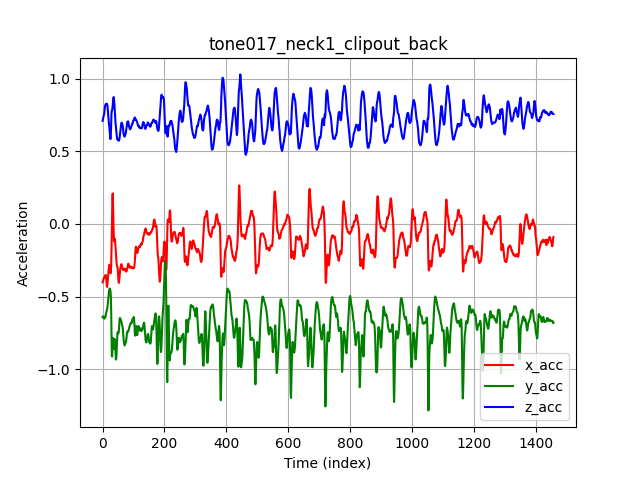 tone017_neck1_clipout_back
1.0
0.5
0.0
−0.5
−1.0
Acceleration
0 200 400 600 800 1000 1200 1400
Time (index)
x_acc
y_acc
z_acc